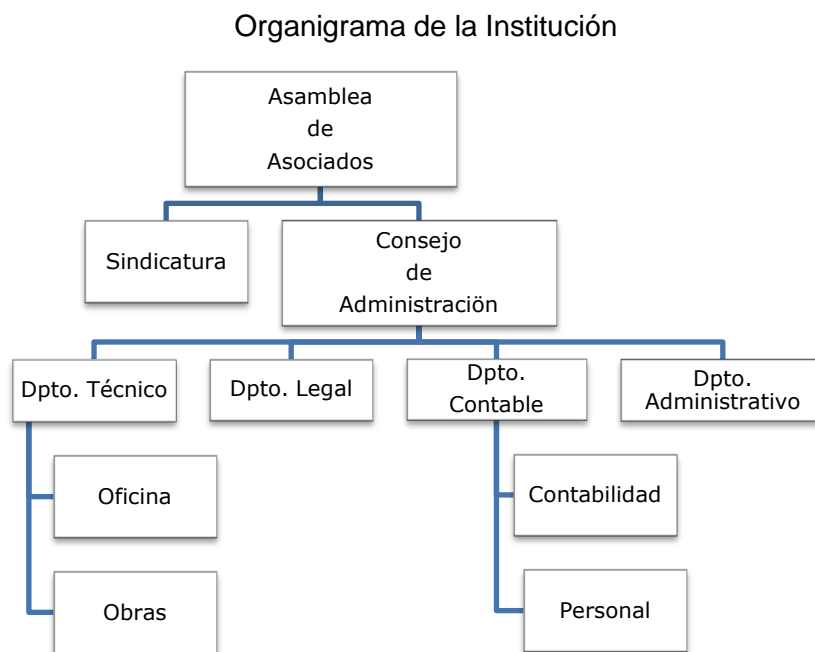 Organigrama de la Institución
Asamblea
de
Asociados
Sindicatura
Consejo
de
Administraciön
Dpto. Técnico
Dpto. Legal
Dpto.
Contable
Dpto.
Administrativo
Oficina
Contabilidad
Obras
Personal